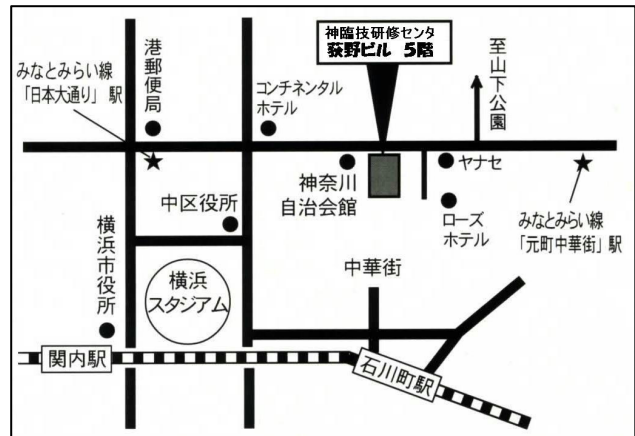 神臨技研修センタ
荻野ビル 5階
みなとみらい線
「日本大通り」駅
港郵便局
コンチネンタル
ホテル
至山下公園
神奈川
自治会館
ヤナセ
ローズ
ホテル
みなとみらい線
「元町中華街」駅
中区役所
横浜市役所
横浜
スタジアム
中華街
関内駅
石川町駅